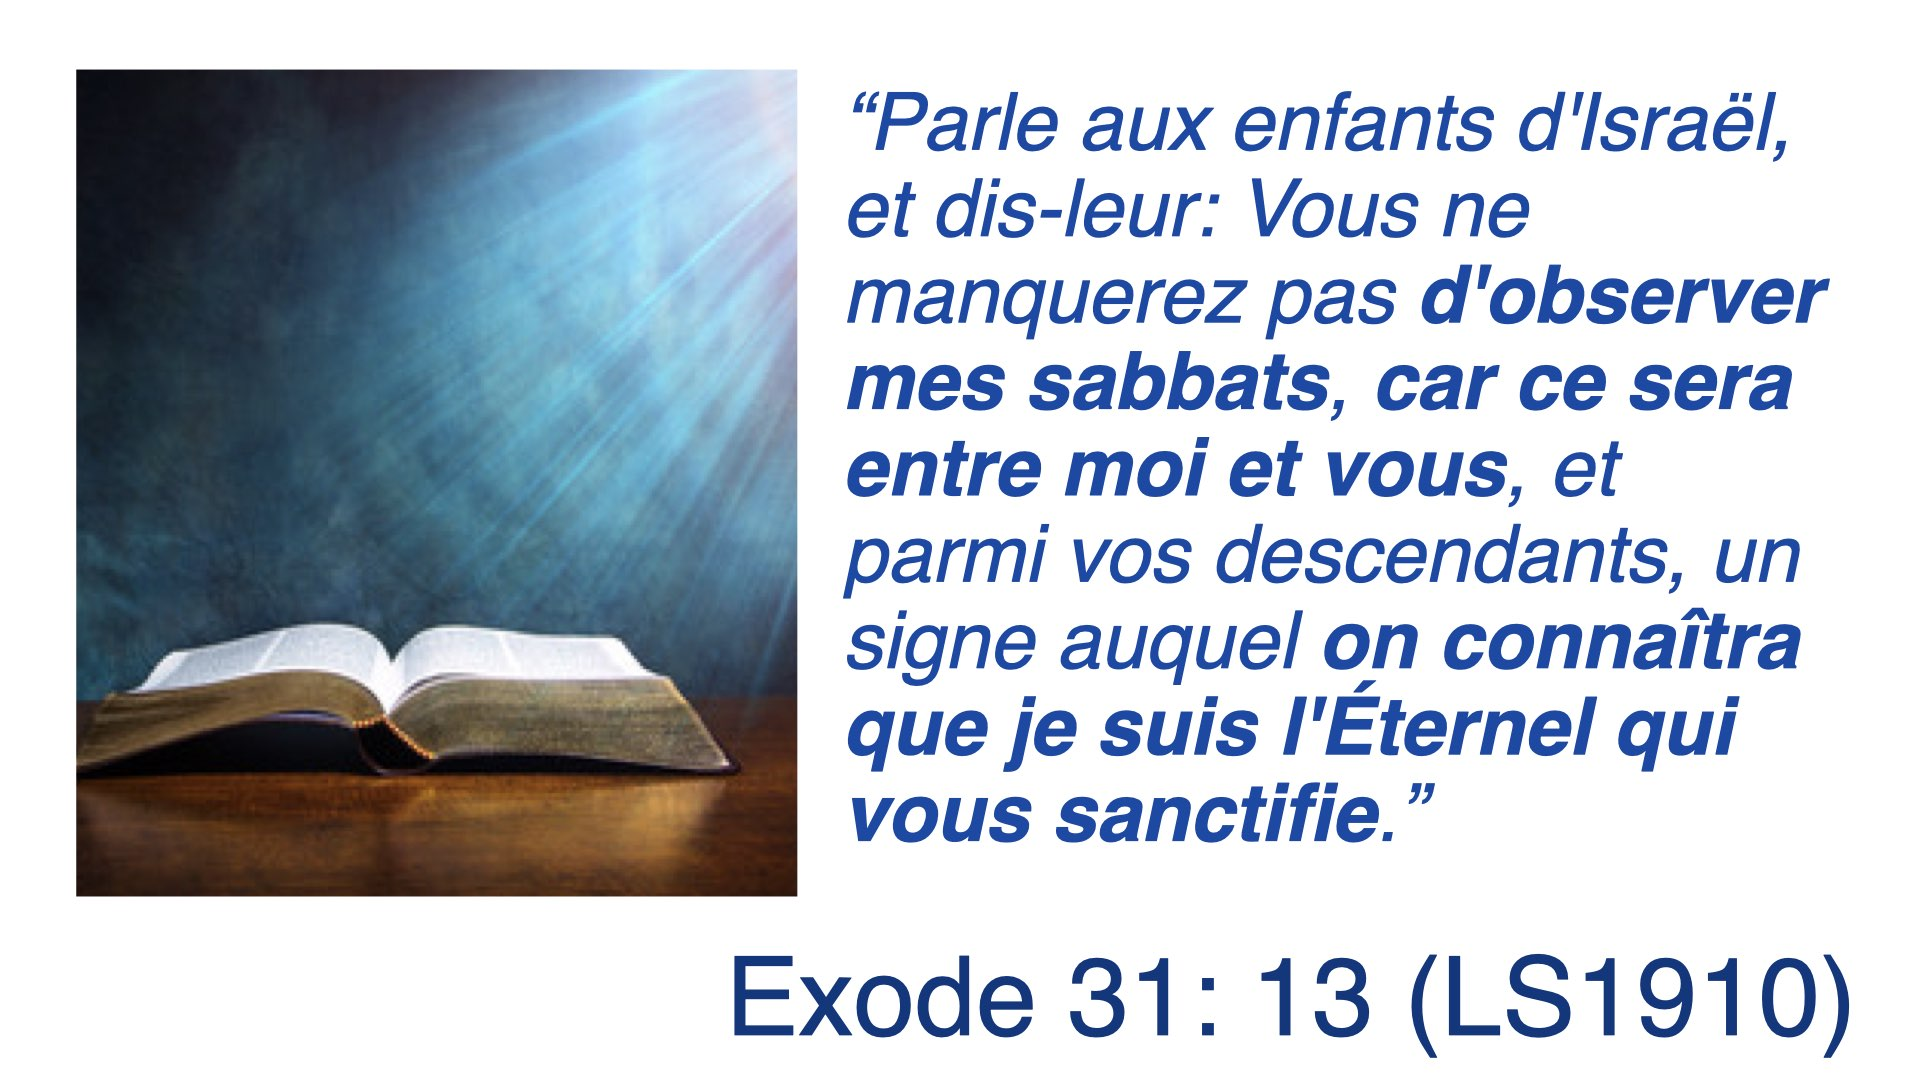 “Parle aux enfants d'Israël,
et dis-leur: Vous ne
manquerez pas d'observer
mes sabbats, car ce sera
entre moi et vous, et
parmi vos descendants, un
signe auquel on connaîtra
que je suis l'Éternel qui
vous sanctifie.”
Exode 31: 13 (LS1910)